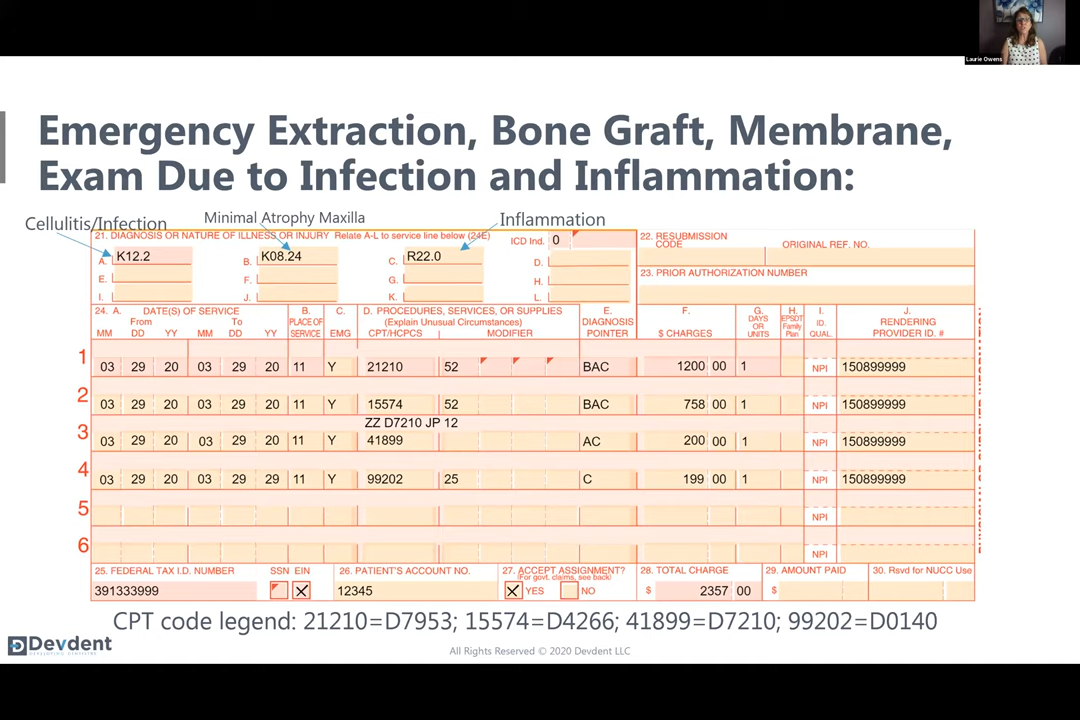 Laurie Owens
Emergency Extraction, Bone Graft, Membrane,
Exam Due to Infection and Inflammation:
Cellulitis/Infection Minimal Atrophy Maxilla Inflammation
21. DIAGNOSIS OR NATURE OF ILLNESS OR INJURY Relate A-L to service line below (24E) ICD Ind. 0 22. RESUBMISSION CODE ORIGINAL REF. NO.
A. K12.2 B. K08.24 C. R22.0 D.
E. F. G. H. 23. PRIOR AUTHORIZATION NUMBER
I. J. K. L.
24. A. DATE(S) OF SERVICE B. C. D. PROCEDURES, SERVICES, OR SUPPLIES E. F. G. H. I. J.
From To PLACE OF (Explain Unusual Circumstances) DIAGNOSIS DAYS OR UNITS EPSDT Family Plan ID. RENDERING
MM DD YY MM DD YY SERVICE EMG CPT/HCPCS MODIFIER POINTER $ CHARGES QUAL. PROVIDER ID. #
1 03 29 20 03 29 20 11 Y 21210 52 BAC 1200 00 1 NPI 150899999
2 03 29 20 03 29 20 11 Y 15574 52 BAC 758 00 1 NPI 150899999
ZZ D7210 JP 12
3 03 29 20 03 29 20 11 Y 41899 AC 200 00 1 NPI 150899999
4 03 29 20 03 29 29 11 Y 99202 25 C 199 00 1 NPI 150899999
5 NPI
6 NPI
25. FEDERAL TAX I.D. NUMBER SSN EIN 26. PATIENT'S ACCOUNT NO. 27. ACCEPT ASSIGNMENT? 28. TOTAL CHARGE 29. AMOUNT PAID 30. Rsvd for NUCC Use
(For govt. claims, see back)
391333999 X 12345 X YES NO $ 2357 00 $
CPT code legend: 21210=D7953; 15574=D4266; 41899=D7210; 99202=D0140
Devdent
All Rights Reserved © 2020 Devdent LLC